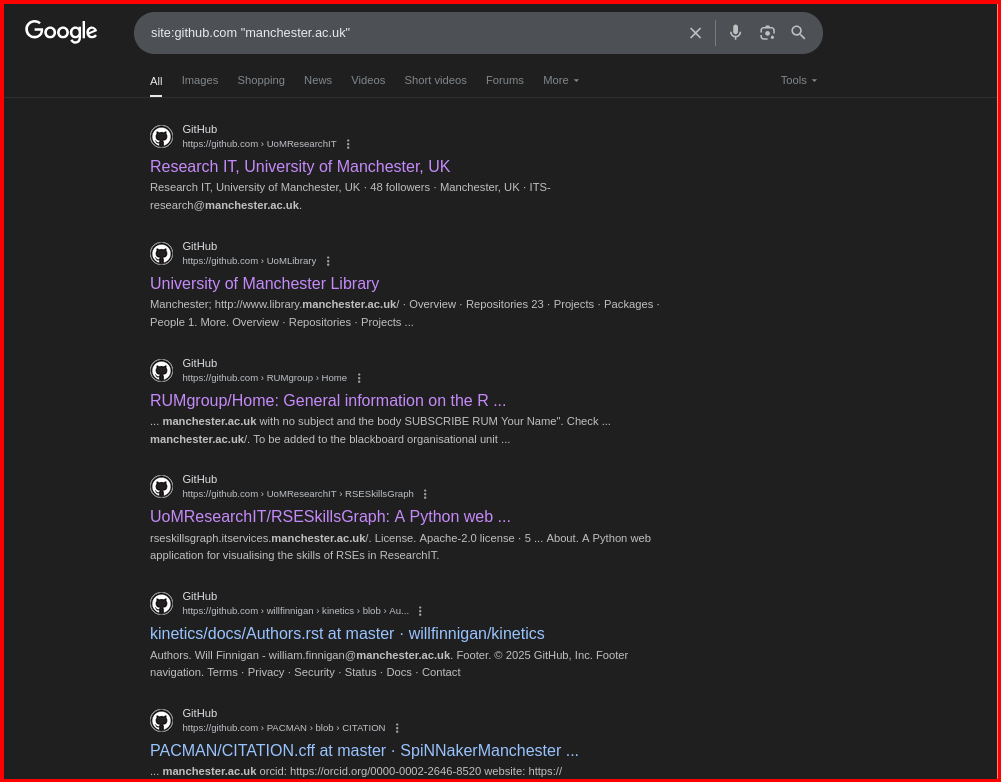 Google
site:github.com "manchester.ac.uk"
All Images Shopping News Videos Short videos Forums More Tools
GitHub
https://github.com › UoMResearchIT
Research IT, University of Manchester, UK
Research IT, University of Manchester, UK · 48 followers · Manchester, UK · ITS-
research@manchester.ac.uk.
GitHub
https://github.com › UoMLibrary
University of Manchester Library
Manchester; http://www.library.manchester.ac.uk/ · Overview · Repositories 23 · Projects · Packages ·
People 1. More. Overview · Repositories · Projects ...
GitHub
https://github.com › RUMgroup › Home
RUMgroup/Home: General information on the R ...
... manchester.ac.uk with no subject and the body SUBSCRIBE RUM Your Name". Check ...
manchester.ac.uk/. To be added to the blackboard organisational unit ...
GitHub
https://github.com › UoMResearchIT › RSESkillsGraph
UoMResearchIT/RSESkillsGraph: A Python web ...
rseskillsgraph.itservices.manchester.ac.uk/. License. Apache-2.0 license · 5 ... About. A Python web
application for visualising the skills of RSEs in ResearchIT.
GitHub
https://github.com › willfinnigan › kinetics › blob › Au...
kinetics/docs/Authors.rst at master · willfinnigan/kinetics
Authors. Will Finnigan - william.finnigan@manchester.ac.uk. Footer. © 2025 GitHub, Inc. Footer
navigation. Terms · Privacy · Security · Status · Docs · Contact
GitHub
https://github.com › PACMAN › blob › CITATION
PACMAN/CITATION.cff at master · SpiNNakerManchester ...
... manchester.ac.uk orcid: https://orcid.org/0000-0002-2646-8520 website: https://